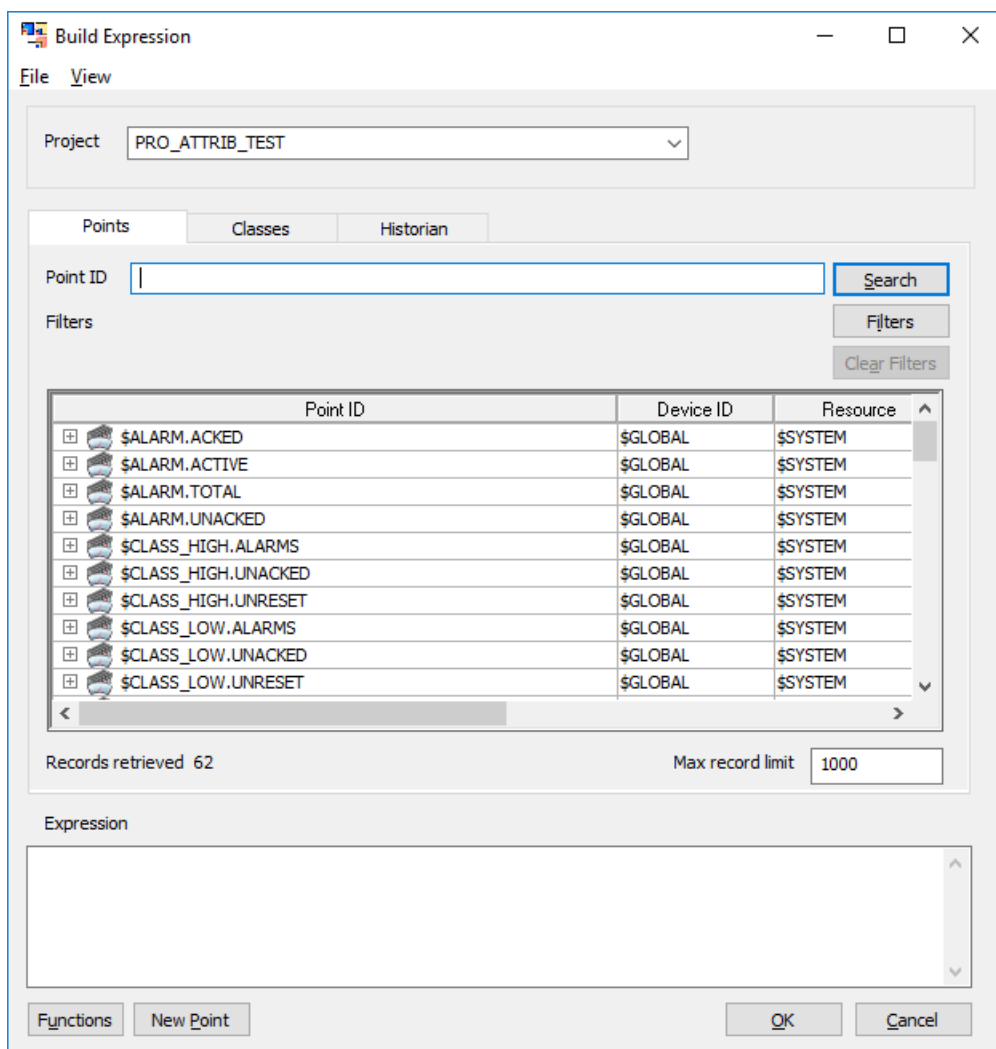 Build Expression
File View
Project PRO_ATTRIB_TEST
Points Classes Historian
Point ID Search
Filters Filters
Clear Filters
Point ID Device ID Resource
$ALARM.ACKED $GLOBAL $SYSTEM
$ALARM.ACTIVE $GLOBAL $SYSTEM
$ALARM.TOTAL $GLOBAL $SYSTEM
$ALARM.UNACKED $GLOBAL $SYSTEM
$CLASS_HIGH.ALARMS $GLOBAL $SYSTEM
$CLASS_HIGH.UNACKED $GLOBAL $SYSTEM
$CLASS_HIGH.UNRESET $GLOBAL $SYSTEM
$CLASS_LOW.ALARMS $GLOBAL $SYSTEM
$CLASS_LOW.UNACKED $GLOBAL $SYSTEM
$CLASS_LOW.UNRESET $GLOBAL $SYSTEM
Records retrieved 62 Max record limit 1000
Expression
Functions New Point OK Cancel